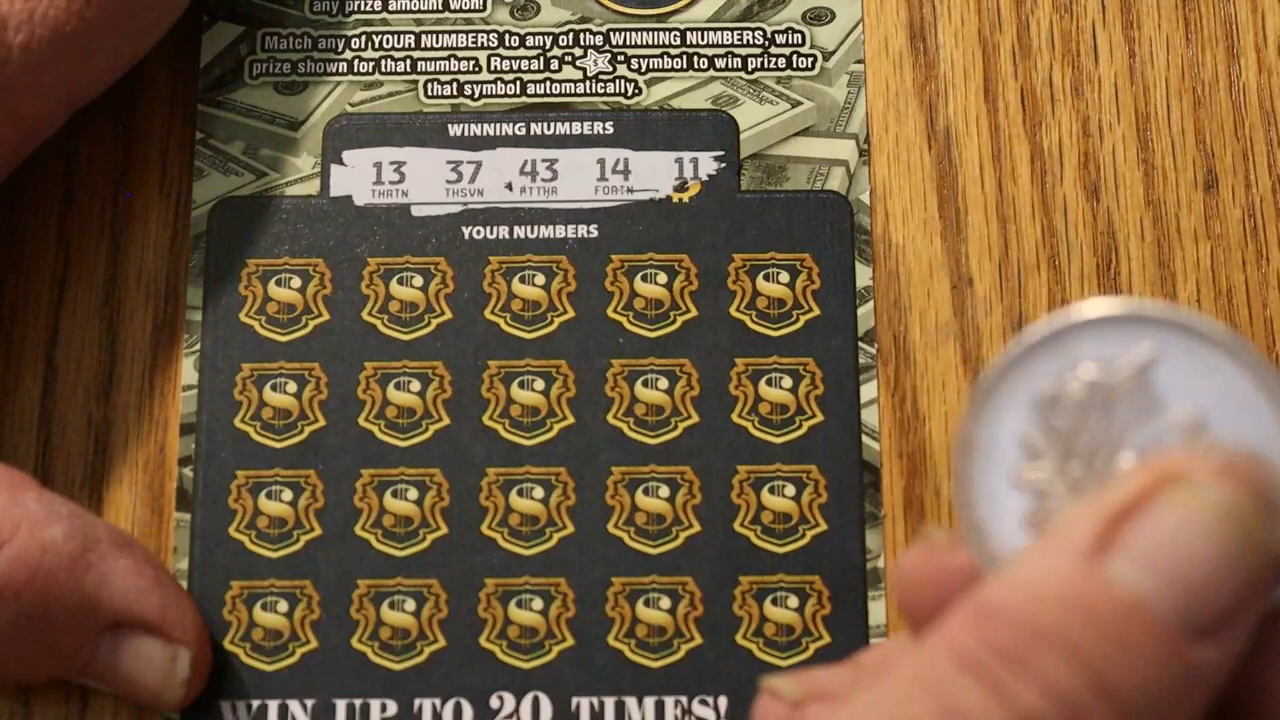 any prize amount won!
Match any of YOUR NUMBERS to any of the WINNING NUMBERS, win
prize shown for that number. Reveal a " " symbol to win prize for
that symbol automatically.
WINNING NUMBERS
13 37 43 14 11
THRTN THSVN FORTN
YOUR NUMBERS
$ $ $ $ $
$ $ $ $ $
$ $ $ $ $
$ $ $ $ $
WIN UP TO 20 TIMES!